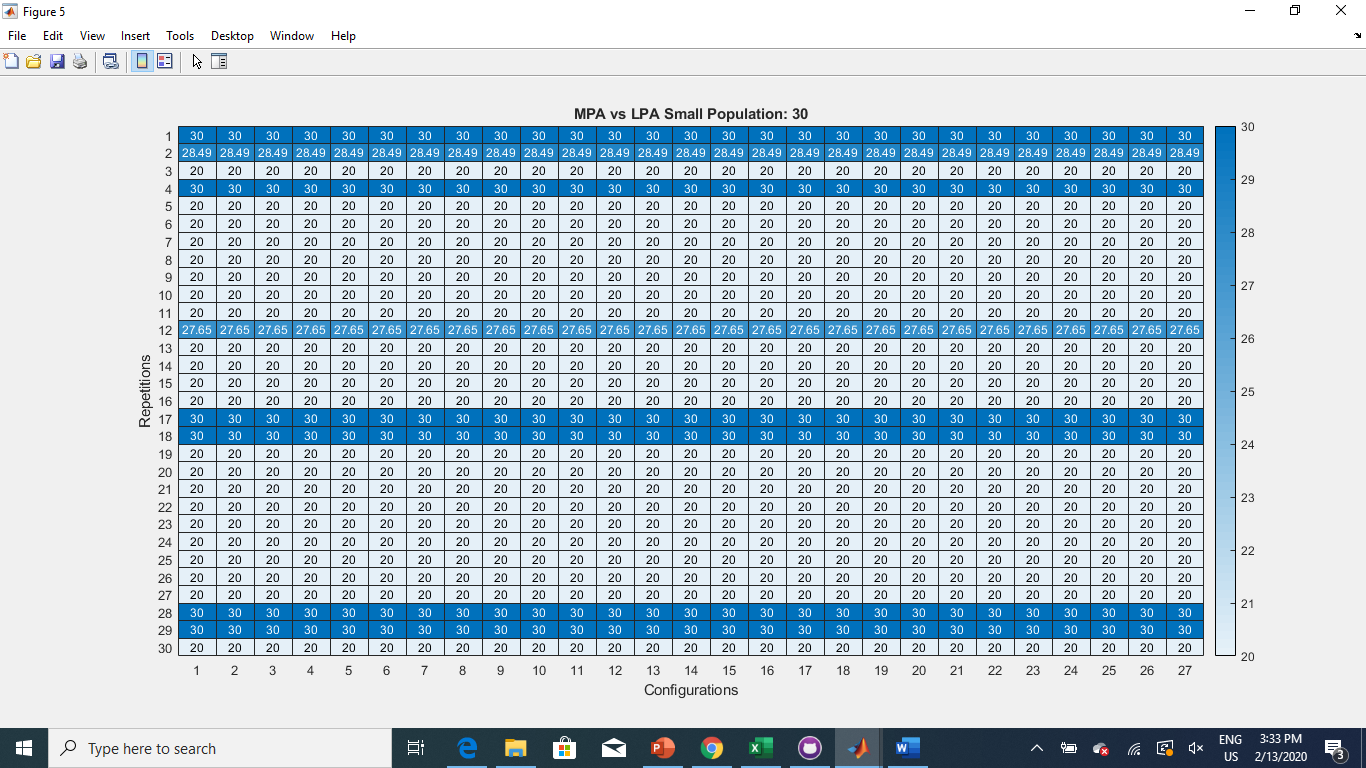 Figure 5
File Edit View Insert Tools Desktop Window Help
MPA vs LPA Small Population: 30
1 30 30 30 30 30 30 30 30 30 30 30 30 30 30 30 30 30 30 30 30 30 30 30 30 30 30 30
2 28.49 28.49 28.49 28.49 28.49 28.49 28.49 28.49 28.49 28.49 28.49 28.49 28.49 28.49 28.49 28.49 28.49 28.49 28.49 28.49 28.49 28.49 28.49 28.49 28.49 28.49 28.49
3 20 20 20 20 20 20 20 20 20 20 20 20 20 20 20 20 20 20 20 20 20 20 20 20 20 20 20
4 30 30 30 30 30 30 30 30 30 30 30 30 30 30 30 30 30 30 30 30 30 30 30 30 30 30 30
5 20 20 20 20 20 20 20 20 20 20 20 20 20 20 20 20 20 20 20 20 20 20 20 20 20 20 20
6 20 20 20 20 20 20 20 20 20 20 20 20 20 20 20 20 20 20 20 20 20 20 20 20 20 20 20
7 20 20 20 20 20 20 20 20 20 20 20 20 20 20 20 20 20 20 20 20 20 20 20 20 20 20 20
8 20 20 20 20 20 20 20 20 20 20 20 20 20 20 20 20 20 20 20 20 20 20 20 20 20 20 20
9 20 20 20 20 20 20 20 20 20 20 20 20 20 20 20 20 20 20 20 20 20 20 20 20 20 20 20
10 20 20 20 20 20 20 20 20 20 20 20 20 20 20 20 20 20 20 20 20 20 20 20 20 20 20 20
11 20 20 20 20 20 20 20 20 20 20 20 20 20 20 20 20 20 20 20 20 20 20 20 20 20 20 20
12 27.65 27.65 27.65 27.65 27.65 27.65 27.65 27.65 27.65 27.65 27.65 27.65 27.65 27.65 27.65 27.65 27.65 27.65 27.65 27.65 27.65 27.65 27.65 27.65 27.65 27.65 27.65
13 20 20 20 20 20 20 20 20 20 20 20 20 20 20 20 20 20 20 20 20 20 20 20 20 20 20 20
14 20 20 20 20 20 20 20 20 20 20 20 20 20 20 20 20 20 20 20 20 20 20 20 20 20 20 20
15 20 20 20 20 20 20 20 20 20 20 20 20 20 20 20 20 20 20 20 20 20 20 20 20 20 20 20
16 20 20 20 20 20 20 20 20 20 20 20 20 20 20 20 20 20 20 20 20 20 20 20 20 20 20 20
17 30 30 30 30 30 30 30 30 30 30 30 30 30 30 30 30 30 30 30 30 30 30 30 30 30 30 30
18 30 30 30 30 30 30 30 30 30 30 30 30 30 30 30 30 30 30 30 30 30 30 30 30 30 30 30
19 20 20 20 20 20 20 20 20 20 20 20 20 20 20 20 20 20 20 20 20 20 20 20 20 20 20 20
20 20 20 20 20 20 20 20 20 20 20 20 20 20 20 20 20 20 20 20 20 20 20 20 20 20 20 20
21 20 20 20 20 20 20 20 20 20 20 20 20 20 20 20 20 20 20 20 20 20 20 20 20 20 20 20
22 20 20 20 20 20 20 20 20 20 20 20 20 20 20 20 20 20 20 20 20 20 20 20 20 20 20 20
23 20 20 20 20 20 20 20 20 20 20 20 20 20 20 20 20 20 20 20 20 20 20 20 20 20 20 20
24 20 20 20 20 20 20 20 20 20 20 20 20 20 20 20 20 20 20 20 20 20 20 20 20 20 20 20
25 20 20 20 20 20 20 20 20 20 20 20 20 20 20 20 20 20 20 20 20 20 20 20 20 20 20 20
26 20 20 20 20 20 20 20 20 20 20 20 20 20 20 20 20 20 20 20 20 20 20 20 20 20 20 20
27 20 20 20 20 20 20 20 20 20 20 20 20 20 20 20 20 20 20 20 20 20 20 20 20 20 20 20
28 30 30 30 30 30 30 30 30 30 30 30 30 30 30 30 30 30 30 30 30 30 30 30 30 30 30 30
29 30 30 30 30 30 30 30 30 30 30 30 30 30 30 30 30 30 30 30 30 30 30 30 30 30 30 30
30 20 20 20 20 20 20 20 20 20 20 20 20 20 20 20 20 20 20 20 20 20 20 20 20 20 20 20
1 2 3 4 5 6 7 8 9 10 11 12 13 14 15 16 17 18 19 20 21 22 23 24 25 26 27
Configurations
Repetitions
30
29
28
27
26
25
24
23
22
21
20
Type here to search
ENG
US
3:33 PM
2/13/2020
3